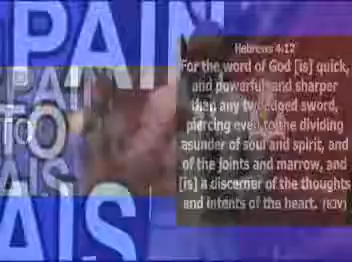 PAIN
PAIN
TO
AIS
AIS
Hebrews 4:12
For the word of God [is] quick,
and powerful, and sharper
than any twoedged sword,
piercing even to the dividing
asunder of soul and spirit, and
of the joints and marrow, and
[is] a discerner of the thoughts
and intents of the heart. (KJV)